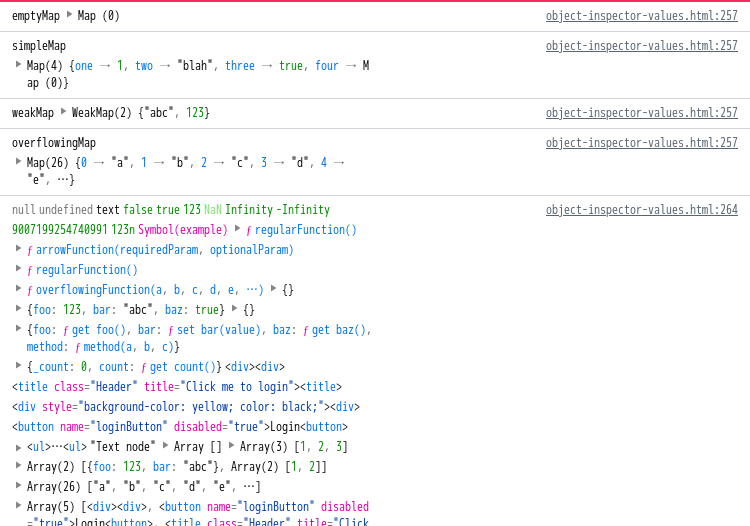 emptyMap ▶ Map (0) object-inspector-values.html:257
simpleMap object-inspector-values.html:257
▶ Map(4) {one → 1, two → "blah", three → true, four → M
ap (0)}
weakMap ▶ WeakMap(2) {"abc", 123} object-inspector-values.html:257
overflowingMap object-inspector-values.html:257
▶ Map(26) {0 → "a", 1 → "b", 2 → "c", 3 → "d", 4 →
"e", …}
null undefined text false true 123 NaN Infinity -Infinity object-inspector-values.html:264
9007199254740991 123n Symbol(example) ▶ ƒ regularFunction()
▶ ƒ arrowFunction(requiredParam, optionalParam)
▶ ƒ regularFunction()
▶ ƒ overflowingFunction(a, b, c, d, e, …) ▶ {}
▶ {foo: 123, bar: "abc", baz: true} ▶ {}
▶ {foo: ƒ get foo(), bar: ƒ set bar(value), baz: ƒ get baz(),
method: ƒ method(a, b, c)}
▶ {_count: 0, count: ƒ get count()} <div><div>
<title class="Header" title="Click me to login"><title>
<div style="background-color: yellow; color: black;"><div>
<button name="loginButton" disabled="true">Login<button>
▶ <ul>…<ul> "Text node" ▶ Array [] ▶ Array(3) [1, 2, 3]
▶ Array(2) [{foo: 123, bar: "abc"}, Array(2) [1, 2]]
▶ Array(26) ["a", "b", "c", "d", "e", …]
▶ Array(5) [<div><div>, <button name="loginButton" disabled
="true">Login<button>, <title class="Header" title="Click